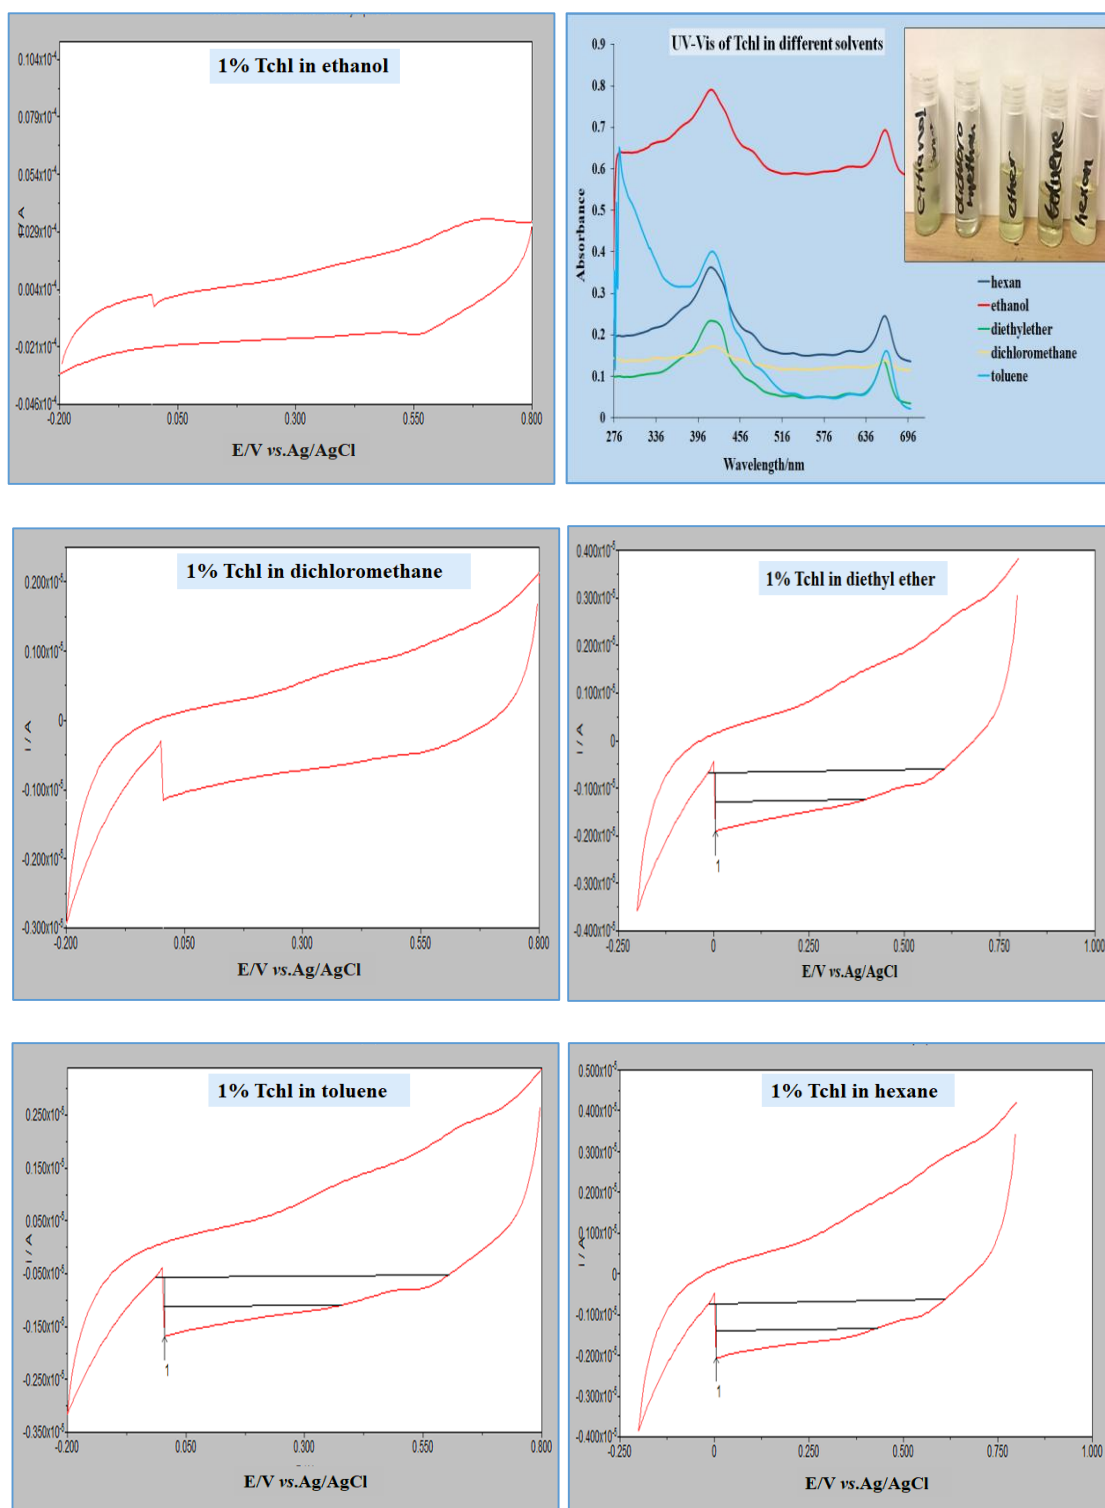 1% Tchl in ethanol
0.104x10-4
0.079x10-4
0.054x10-4
0.029x10-4
0.004x10-4
-0.021x10-4
-0.046x10-4
-0.200
0.050
0.300
0.550
0.800
E/V vs.Ag/AgCl
UV-Vis of Tchl in different solvents
0.9
0.8
0.7
0.6
0.5
0.4
0.3
0.2
0.1
0
Absorbance
276
336
396
456
516
576
636
696
Wavelength/nm
hexan
ethanol
diethylether
dichloromethane
toluene
ethanol
dichloro
methan
ether
toluene
hexon
1% Tchl in dichloromethane
0.200x10-5
0.100x10-5
0
-0.100x10-5
-0.200x10-5
-0.300x10-5
I / A
-0.200
0.050
0.300
0.550
0.800
E/V vs.Ag/AgCl
1% Tchl in diethyl ether
0.400x10-5
0.300x10-5
0.200x10-5
0.100x10-5
0
-0.100x10-5
-0.200x10-5
-0.300x10-5
-0.400x10-5
I / A
1
-0.250
0
0.250
0.500
0.750
1.000
E/V vs.Ag/AgCl
1% Tchl in toluene
0.250x10-5
0.150x10-5
0.050x10-5
-0.050x10-5
-0.150x10-5
-0.250x10-5
-0.350x10-5
I / A
1
-0.200
0.050
0.300
0.550
0.800
E/V vs.Ag/AgCl
1% Tchl in hexane
0.500x10-5
0.400x10-5
0.300x10-5
0.200x10-5
0.100x10-5
0
-0.100x10-5
-0.200x10-5
-0.300x10-5
-0.400x10-5
I / A
1
-0.250
0
0.250
0.500
0.750
1.000
E/V vs.Ag/AgCl